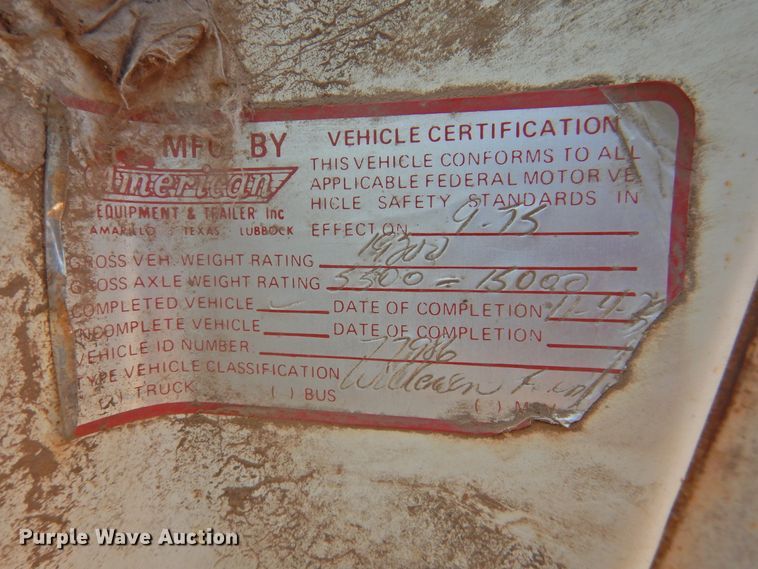 MFG BY
American
EQUIPMENT & TRAILER Inc
AMARILLO TEXAS LUBBOCK
VEHICLE CERTIFICATION
THIS VEHICLE CONFORMS TO ALL
APPLICABLE FEDERAL MOTOR VE-
HICLE SAFETY STANDARDS IN
EFFECT ON 9-75
GROSS VEH. WEIGHT RATING 19200
GROSS AXLE WEIGHT RATING 5500 = 15000
COMPLETED VEHICLE DATE OF COMPLETION
INCOMPLETE VEHICLE DATE OF COMPLETION
VEHICLE ID NUMBER. 77986
TYPE VEHICLE CLASSIFICATION
( ) TRUCK ( ) BUS ( )
Purple Wave Auction